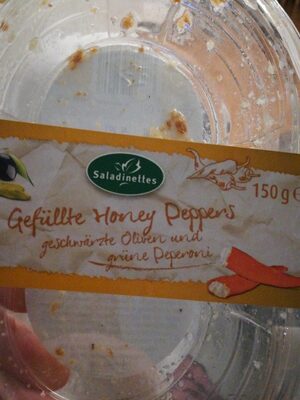 Saladinettes
150 g e
Gefüllte Honey Peppers
geschwärzte Oliven und
grüne Peperoni